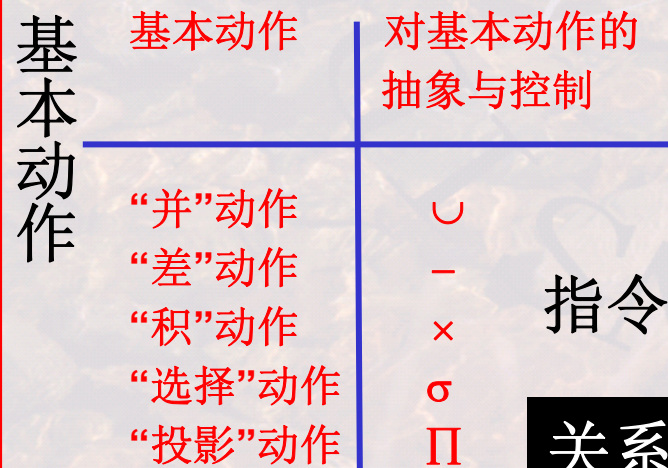 基本动作
基本动作
对基本动作的
抽象与控制
“并”动作 ∪
“差”动作 −
“积”动作 ×
“选择”动作 σ
“投影”动作 Π
指令
关系